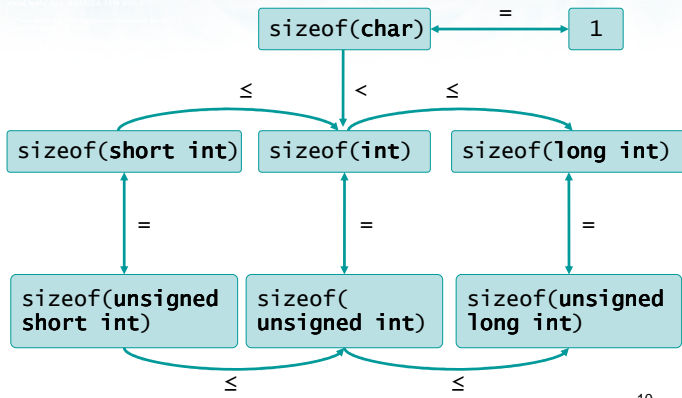 =
sizeof(char)
1
≤
<
≤
sizeof(short int)
sizeof(int)
sizeof(long int)
=
=
=
sizeof(unsigned
short int)
sizeof(
unsigned int)
sizeof(unsigned
long int)
≤
≤